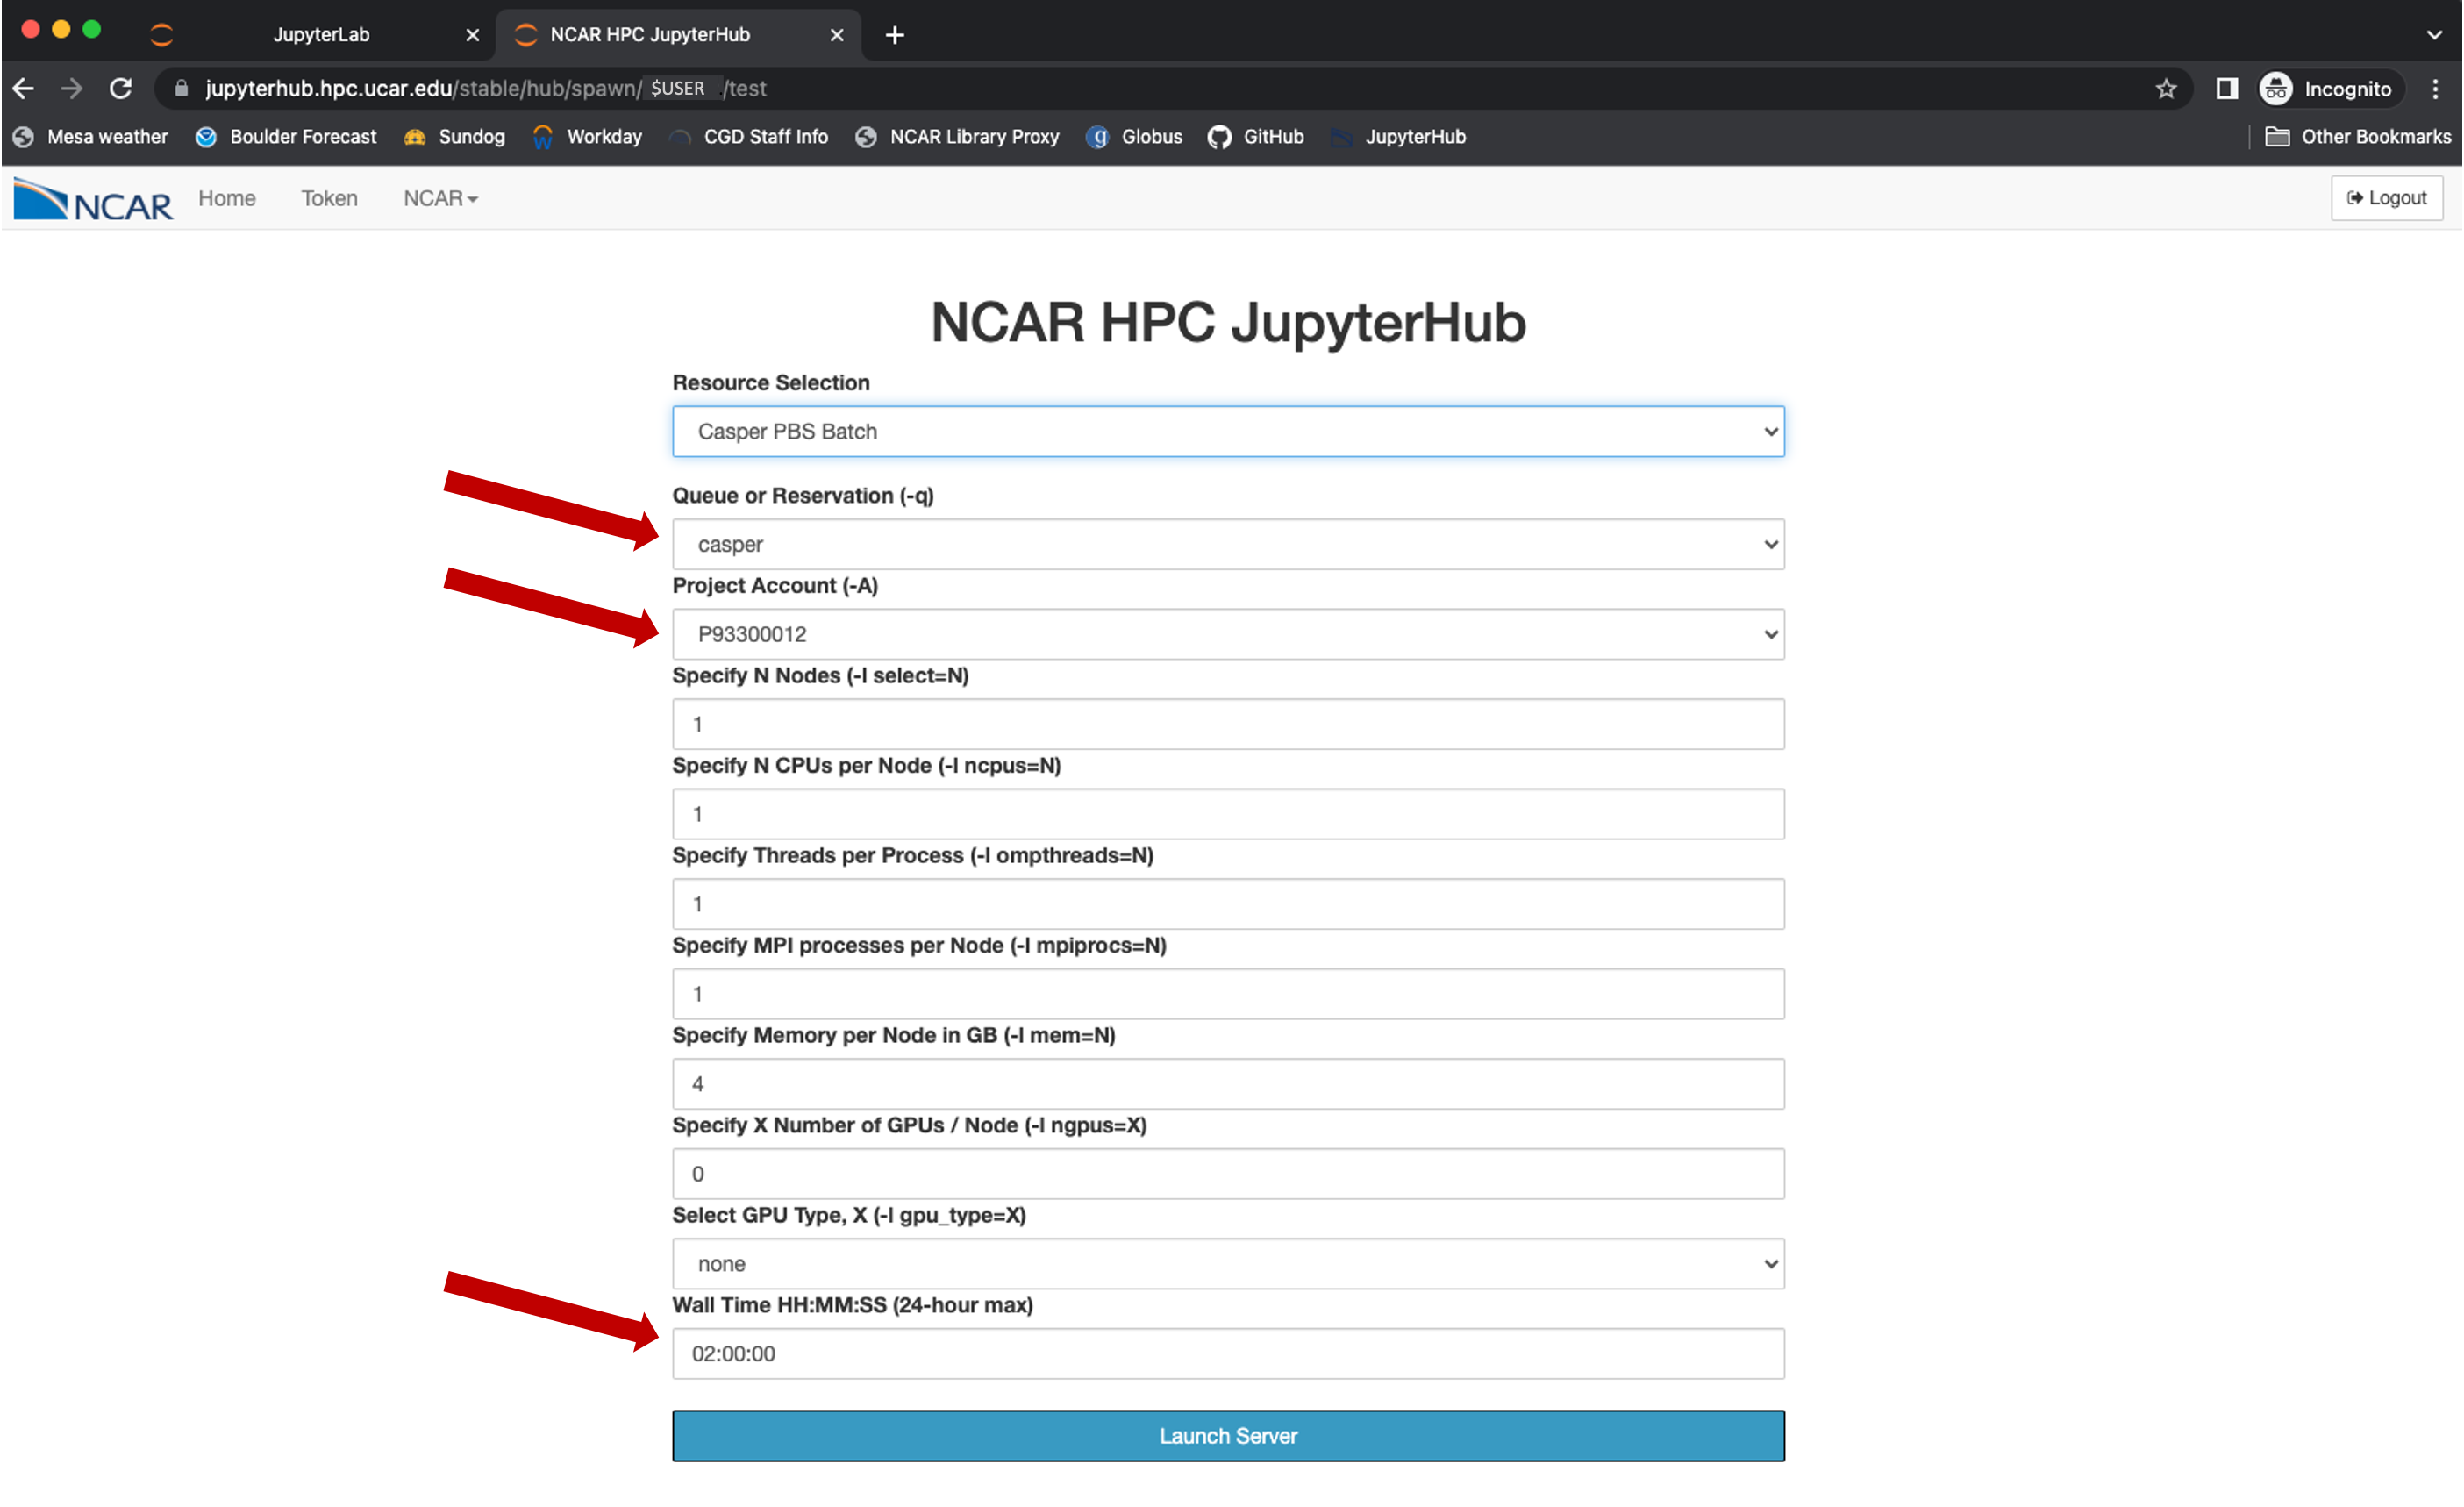 JupyterLab
NCAR HPC JupyterHub
jupyterhub.hpc.ucar.edu/stable/hub/spawn/ $USER /test
Incognito
Mesa weather Boulder Forecast Sundog Workday CGD Staff Info NCAR Library Proxy Globus GitHub JupyterHub Other Bookmarks
NCAR Home Token NCAR Logout
NCAR HPC JupyterHub
Resource Selection
Casper PBS Batch
Queue or Reservation (-q)
casper
Project Account (-A)
P93300012
Specify N Nodes (-l select=N)
1
Specify N CPUs per Node (-l ncpus=N)
1
Specify Threads per Process (-l ompthreads=N)
1
Specify MPI processes per Node (-l mpiprocs=N)
1
Specify Memory per Node in GB (-l mem=N)
4
Specify X Number of GPUs / Node (-l ngpus=X)
0
Select GPU Type, X (-l gpu_type=X)
none
Wall Time HH:MM:SS (24-hour max)
02:00:00
Launch Server